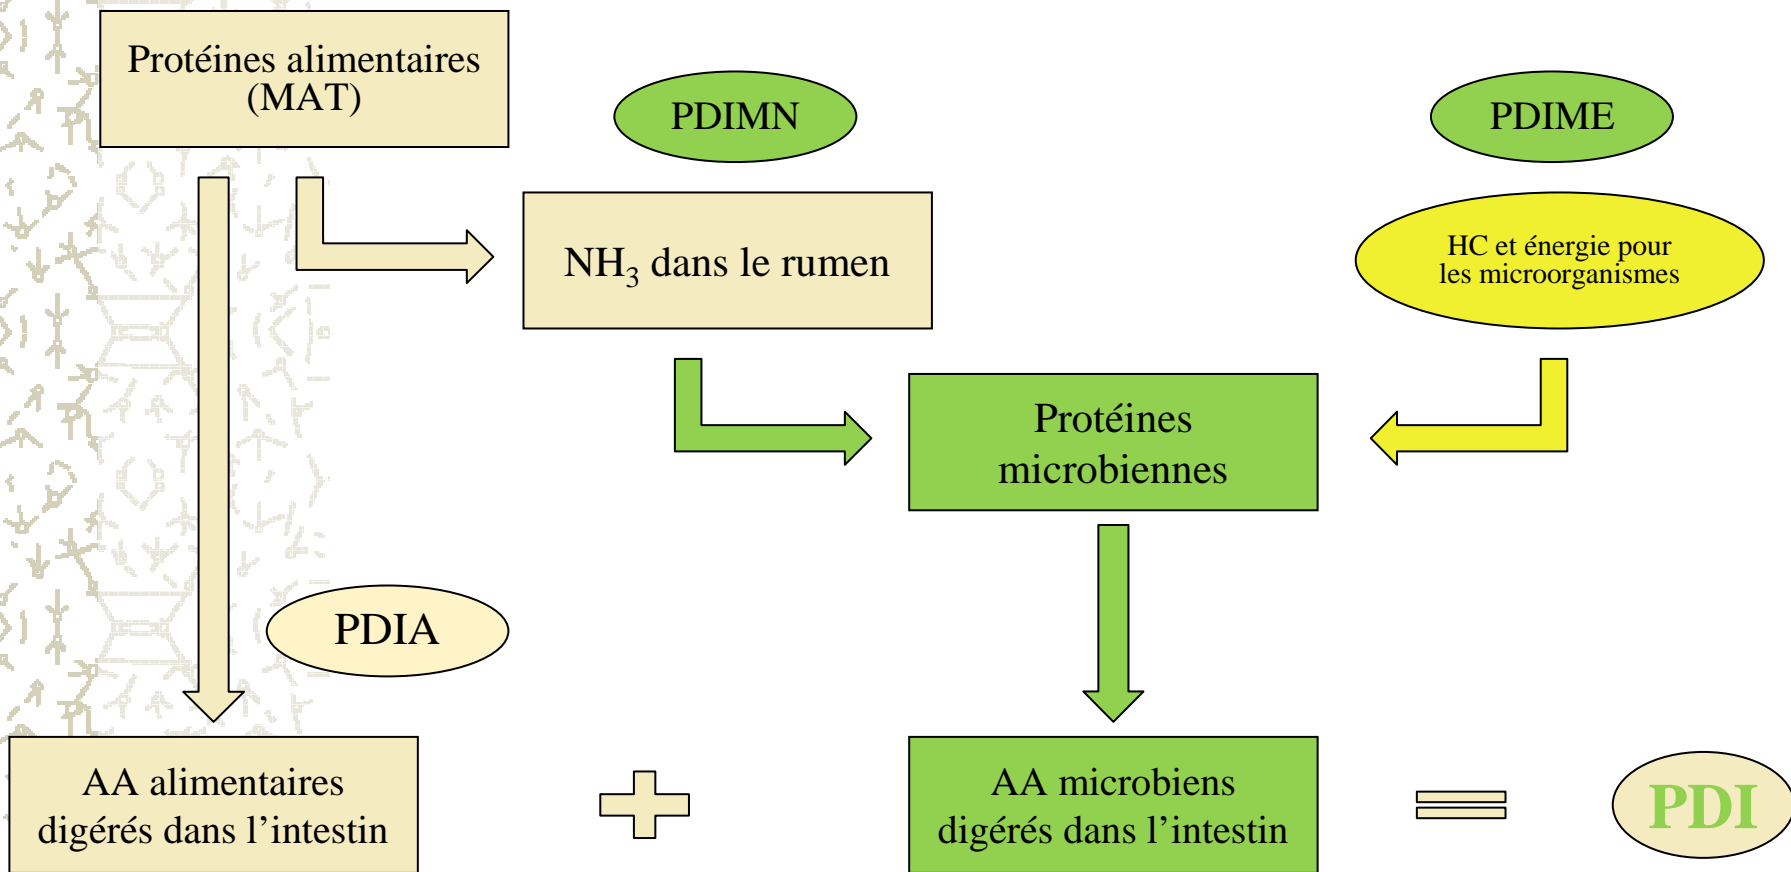 Protéines alimentaires
(MAT)
PDIMN
PDIME
NH₃ dans le rumen
HC et énergie pour
les microorganismes
Protéines
microbiennes
PDIA
AA alimentaires
digérés dans l’intestin
AA microbiens
digérés dans l’intestin
PDI